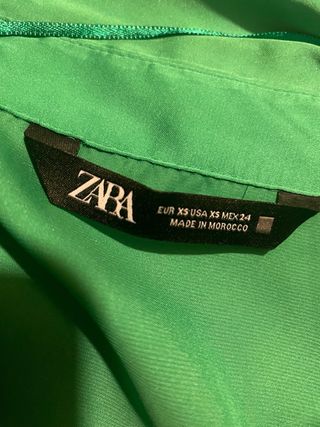 ZARA
EUR XS USA XS MEX 24
MADE IN MOROCCO